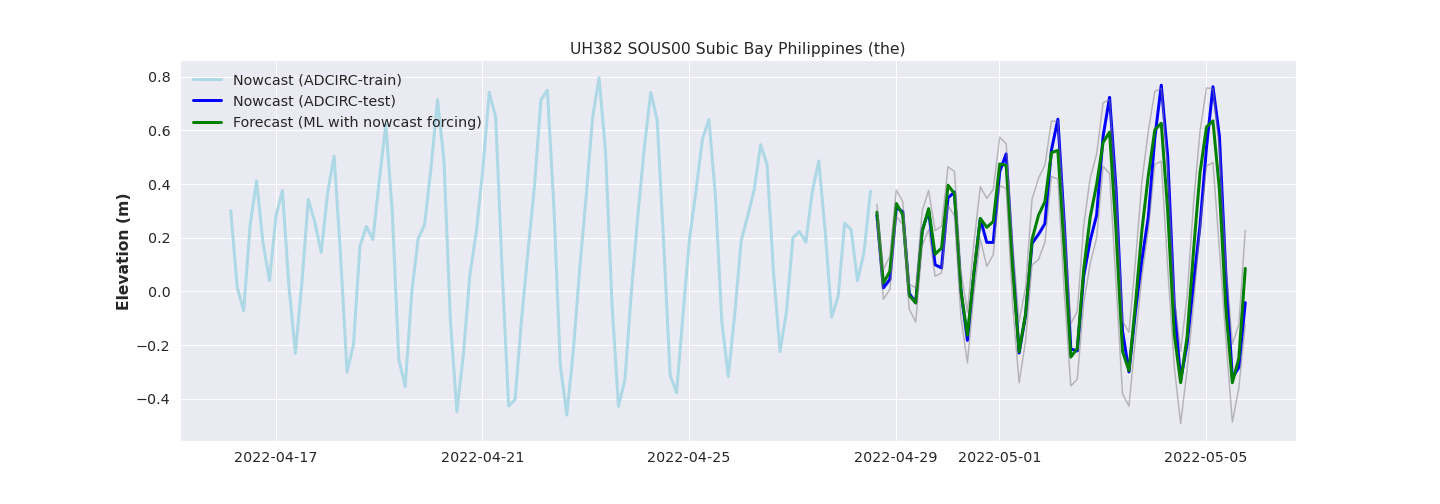 UH382 SOUS00 Subic Bay Philippines (the)
Nowcast (ADCIRC-train)
Nowcast (ADCIRC-test)
Forecast (ML with nowcast forcing)
Elevation (m)
0.8
0.6
0.4
0.2
0.0
−0.2
−0.4
2022-04-17 2022-04-21 2022-04-25 2022-04-29 2022-05-01 2022-05-05